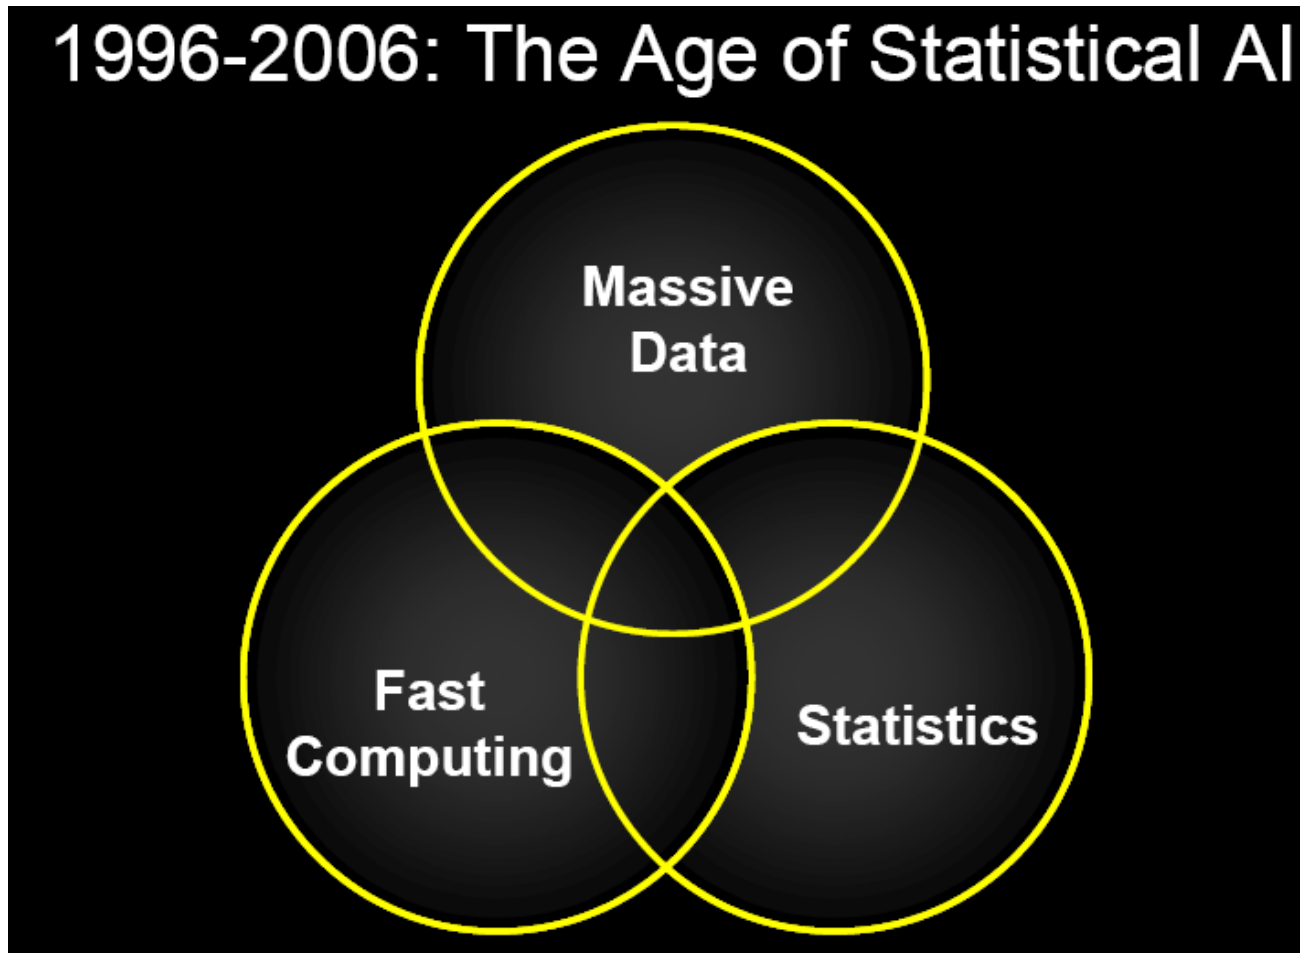 1996-2006: The Age of Statistical AI
Massive
Data
Fast
Computing
Statistics